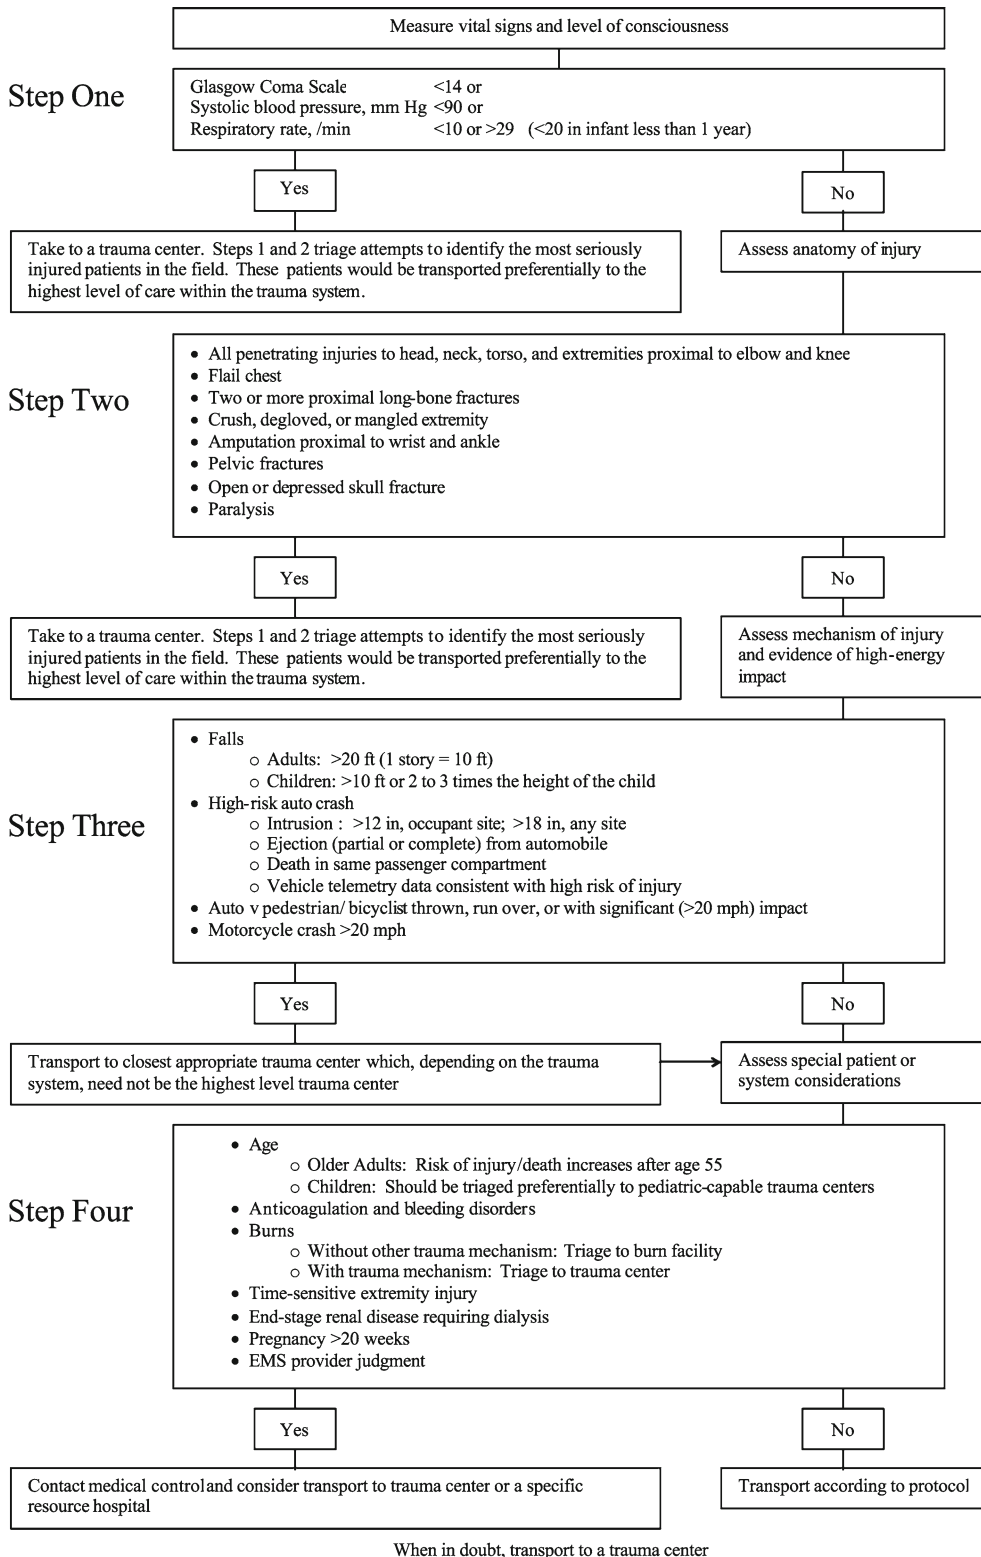 Measure vital signs and level of consciousness
Step One
Glasgow Coma Scale <14 or
Systolic blood pressure, mm Hg <90 or
Respiratory rate, /min <10 or >29 (<20 in infant less than 1 year)
Yes
No
Take to a trauma center. Steps 1 and 2 triage attempts to identify the most seriously
injured patients in the field. These patients would be transported preferentially to the
highest level of care within the trauma system.
Assess anatomy of injury
Step Two
• All penetrating injuries to head, neck, torso, and extremities proximal to elbow and knee
• Flail chest
• Two or more proximal long-bone fractures
• Crush, degloved, or mangled extremity
• Amputation proximal to wrist and ankle
• Pelvic fractures
• Open or depressed skull fracture
• Paralysis
Yes
No
Take to a trauma center. Steps 1 and 2 triage attempts to identify the most seriously
injured patients in the field. These patients would be transported preferentially to the
highest level of care within the trauma system.
Assess mechanism of injury
and evidence of high-energy
impact
Step Three
• Falls
o Adults: >20 ft (1 story = 10 ft)
o Children: >10 ft or 2 to 3 times the height of the child
• High-risk auto crash
o Intrusion : >12 in, occupant site; >18 in, any site
o Ejection (partial or complete) from automobile
o Death in same passenger compartment
o Vehicle telemetry data consistent with high risk of injury
• Auto v pedestrian/ bicyclist thrown, run over, or with significant (>20 mph) impact
• Motorcycle crash >20 mph
Yes
No
Transport to closest appropriate trauma center which, depending on the trauma
system, need not be the highest level trauma center
Assess special patient or
system considerations
Step Four
• Age
o Older Adults: Risk of injury/death increases after age 55
o Children: Should be triaged preferentially to pediatric-capable trauma centers
• Anticoagulation and bleeding disorders
• Burns
o Without other trauma mechanism: Triage to burn facility
o With trauma mechanism: Triage to trauma center
• Time-sensitive extremity injury
• End-stage renal disease requiring dialysis
• Pregnancy >20 weeks
• EMS provider judgment
Yes
No
Contact medical control and consider transport to trauma center or a specific
resource hospital
Transport according to protocol
When in doubt, transport to a trauma center